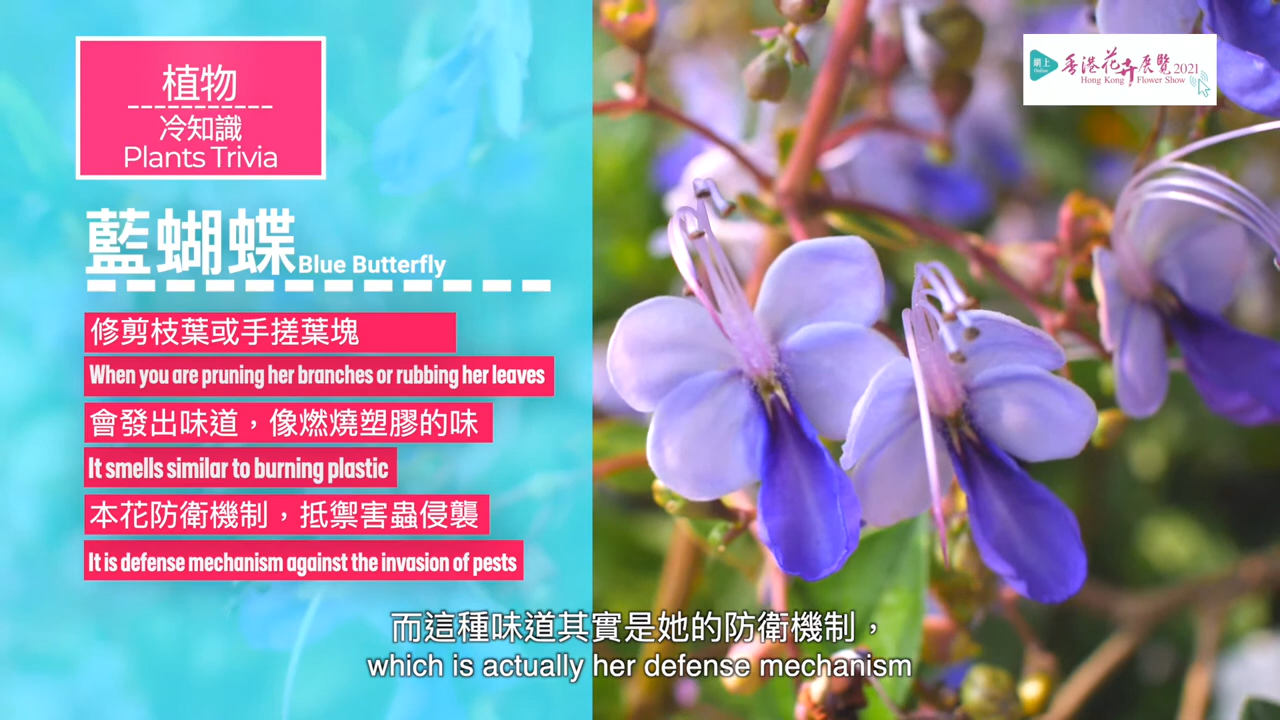 植物
冷知識
Plants Trivia
藍蝴蝶 Blue Butterfly
修剪枝葉或手搓葉塊
When you are pruning her branches or rubbing her leaves
會發出味道，像燃燒塑膠的味
It smells similar to burning plastic
本花防衛機制，抵禦害蟲侵襲
It is defense mechanism against the invasion of pests
網上
Online
香港花卉展覽2021
Hong Kong Flower Show
而這種味道其實是她的防衛機制，
which is actually her defense mechanism